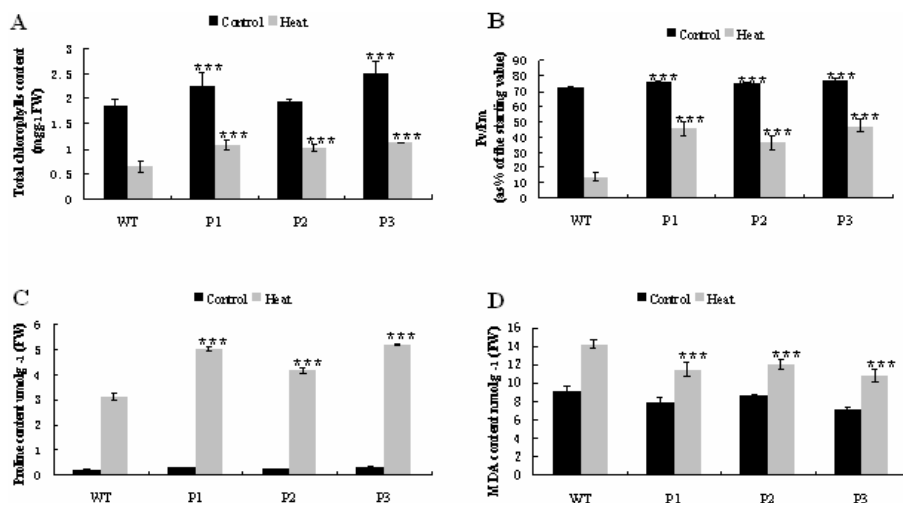 A
Control Heat
Total chlorophylls content
(mgg-1 FW)
3
2.5
2
1.5
1
0.5
0
***
***
***
***
***
WT P1 P2 P3
B
Control Heat
Fv/Fm
(as% of the starting value)
90
80
70
60
50
40
30
20
10
0
***
***
***
***
***
***
WT P1 P2 P3
C
Control Heat
Proline content umolg -1 (FW)
6
5
4
3
2
1
0
***
***
***
WT P1 P2 P3
D
Control Heat
MDA content nmolg -1 (FW)
16
14
12
10
8
6
4
2
0
***
***
***
WT P1 P2 P3